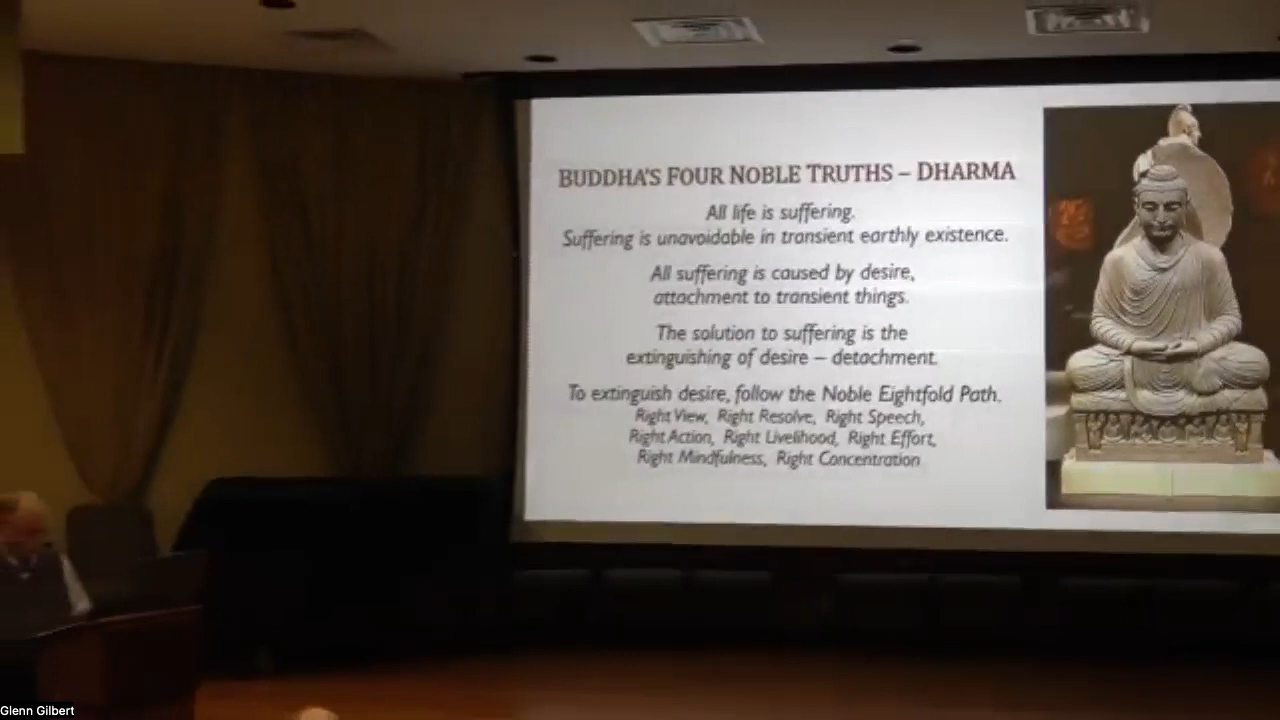 BUDDHA'S FOUR NOBLE TRUTHS – DHARMA
All life is suffering.
Suffering is unavoidable in transient earthly existence.
All suffering is caused by desire,
attachment to transient things.
The solution to suffering is the
extinguishing of desire – detachment.
To extinguish desire, follow the Noble Eightfold Path.
Right View, Right Resolve, Right Speech,
Right Action, Right Livelihood, Right Effort,
Right Mindfulness, Right Concentration
Glenn Gilbert